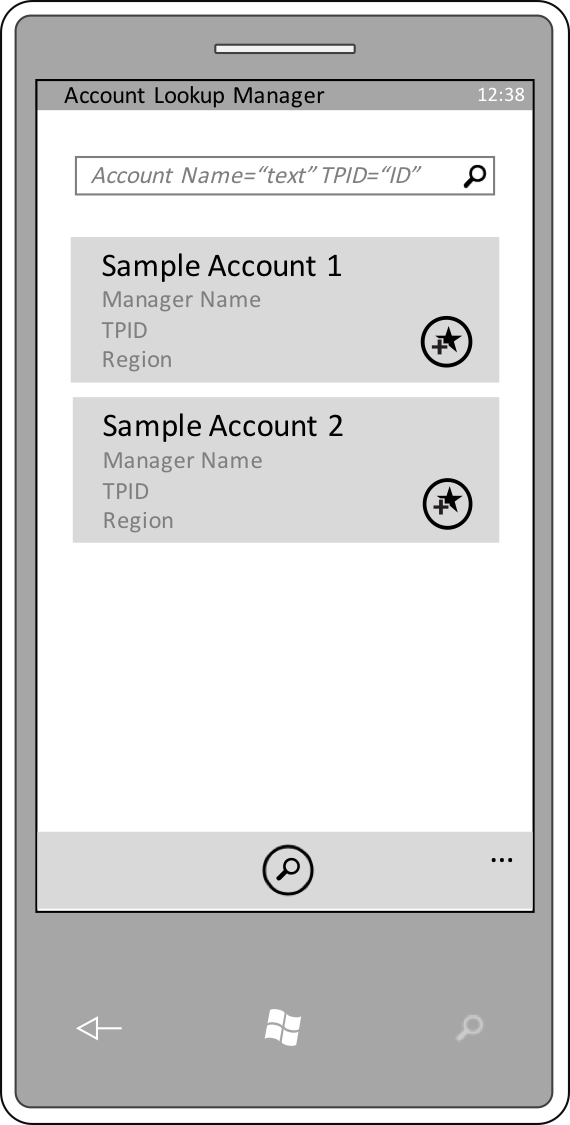 Account Lookup Manager 12:38
Account Name=“text” TPID=“ID”
Sample Account 1
Manager Name
TPID
Region
Sample Account 2
Manager Name
TPID
Region
...